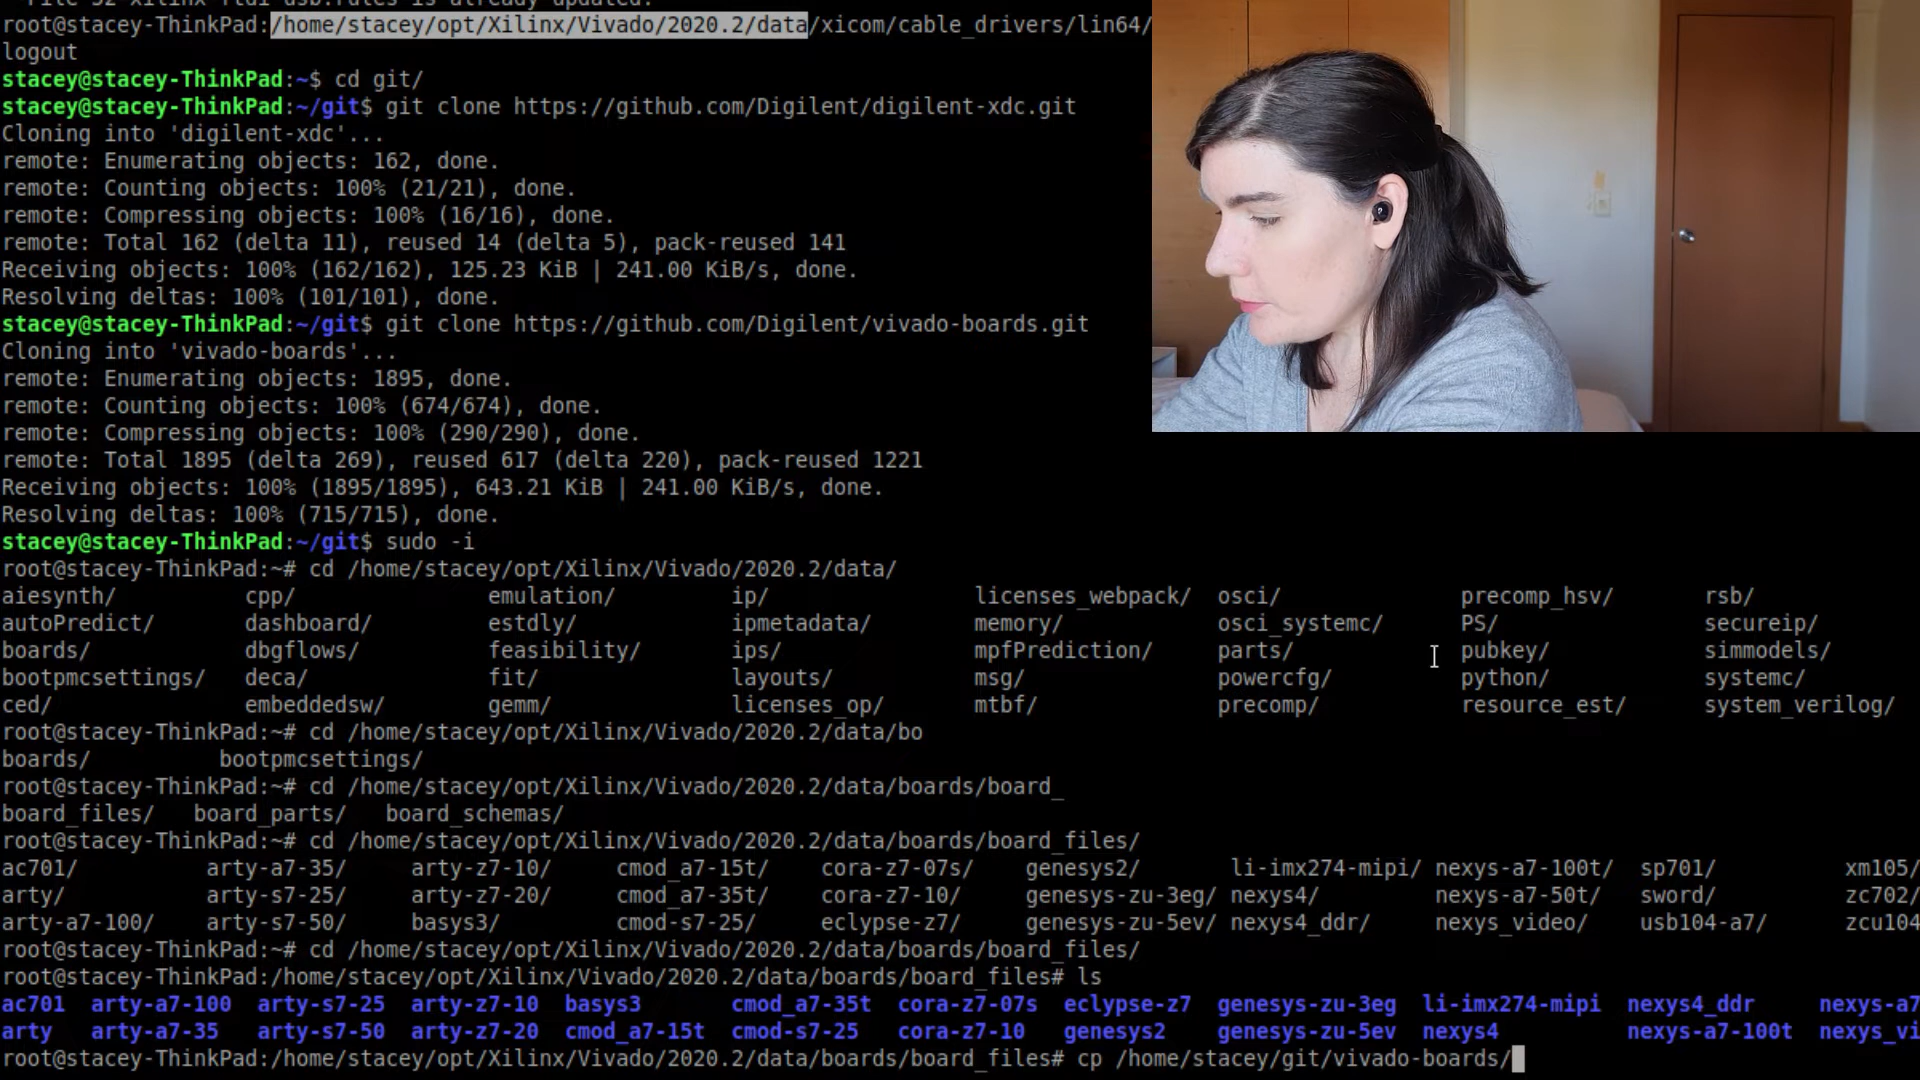 File 52-xilinx-ftdi-usb.rules is already updated.
root@stacey-ThinkPad:/home/stacey/opt/Xilinx/Vivado/2020.2/data/xicom/cable_drivers/lin64/
logout
stacey@stacey-ThinkPad:~$ cd git/
stacey@stacey-ThinkPad:~/git$ git clone https://github.com/Digilent/digilent-xdc.git
Cloning into 'digilent-xdc'...
remote: Enumerating objects: 162, done.
remote: Counting objects: 100% (21/21), done.
remote: Compressing objects: 100% (16/16), done.
remote: Total 162 (delta 11), reused 14 (delta 5), pack-reused 141
Receiving objects: 100% (162/162), 125.23 KiB | 241.00 KiB/s, done.
Resolving deltas: 100% (101/101), done.
stacey@stacey-ThinkPad:~/git$ git clone https://github.com/Digilent/vivado-boards.git
Cloning into 'vivado-boards'...
remote: Enumerating objects: 1895, done.
remote: Counting objects: 100% (674/674), done.
remote: Compressing objects: 100% (290/290), done.
remote: Total 1895 (delta 269), reused 617 (delta 220), pack-reused 1221
Receiving objects: 100% (1895/1895), 643.21 KiB | 241.00 KiB/s, done.
Resolving deltas: 100% (715/715), done.
stacey@stacey-ThinkPad:~/git$ sudo -i
root@stacey-ThinkPad:~# cd /home/stacey/opt/Xilinx/Vivado/2020.2/data/
aiesynth/ cpp/ emulation/ ip/ licenses_webpack/ osci/ precomp_hsv/ rsb/
autoPredict/ dashboard/ estdly/ ipmetadata/ memory/ osci_systemc/ PS/ secureip/
boards/ dbgflows/ feasibility/ ips/ mpfPrediction/ parts/ pubkey/ simmodels/
bootpmcsettings/ deca/ fit/ layouts/ msg/ powercfg/ python/ systemc/
ced/ embeddedsw/ gemm/ licenses_op/ mtbf/ precomp/ resource_est/ system_verilog/
root@stacey-ThinkPad:~# cd /home/stacey/opt/Xilinx/Vivado/2020.2/data/bo
boards/ bootpmcsettings/
root@stacey-ThinkPad:~# cd /home/stacey/opt/Xilinx/Vivado/2020.2/data/boards/board_
board_files/ board_parts/ board_schemas/
root@stacey-ThinkPad:~# cd /home/stacey/opt/Xilinx/Vivado/2020.2/data/boards/board_files/
ac701/ arty-a7-35/ arty-z7-10/ cmod_a7-15t/ cora-z7-07s/ genesys2/ li-imx274-mipi/ nexys-a7-100t/ sp701/ xm105/
arty/ arty-s7-25/ arty-z7-20/ cmod_a7-35t/ cora-z7-10/ genesys-zu-3eg/ nexys4/ nexys-a7-50t/ sword/ zc702/
arty-a7-100/ arty-s7-50/ basys3/ cmod-s7-25/ eclypse-z7/ genesys-zu-5ev/ nexys4_ddr/ nexys_video/ usb104-a7/ zcu104
root@stacey-ThinkPad:~# cd /home/stacey/opt/Xilinx/Vivado/2020.2/data/boards/board_files/
root@stacey-ThinkPad:/home/stacey/opt/Xilinx/Vivado/2020.2/data/boards/board_files# ls
ac701 arty-a7-100 arty-s7-25 arty-z7-10 basys3 cmod_a7-35t cora-z7-07s eclypse-z7 genesys-zu-3eg li-imx274-mipi nexys4_ddr nexys-a7
arty arty-a7-35 arty-s7-50 arty-z7-20 cmod_a7-15t cmod-s7-25 cora-z7-10 genesys2 genesys-zu-5ev nexys4 nexys-a7-100t nexys_vi
root@stacey-ThinkPad:/home/stacey/opt/Xilinx/Vivado/2020.2/data/boards/board_files# cp /home/stacey/git/vivado-boards/